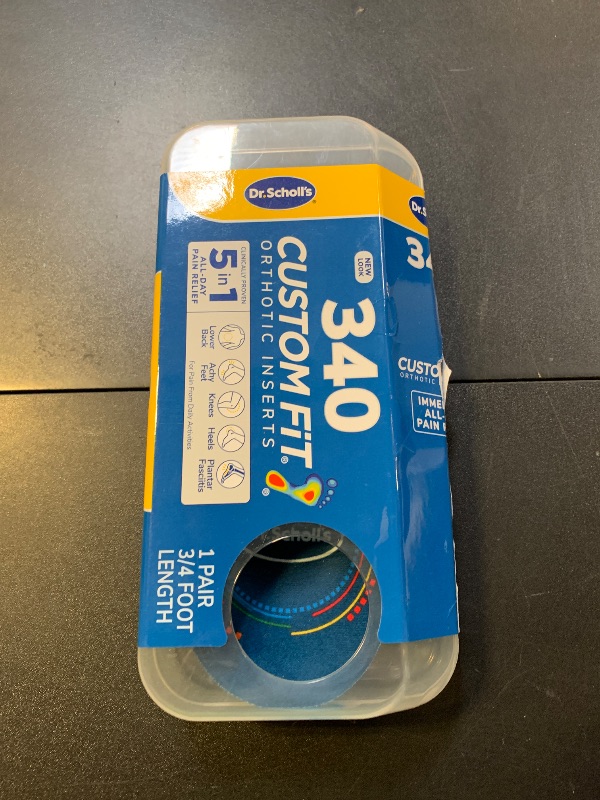 Dr.Scholl's®
NEW
LOOK
340
CUSTOM FiT®
ORTHOTIC INSERTS
®
CLINICALLY PROVEN
5 in 1
ALL-DAY
PAIN RELIEF
Lower
Back
Achy
Feet
Knees
Heels
Plantar
Fasciitis
For Pain From Daily Activities
1 PAIR
3/4 FOOT
LENGTH
Dr.Scholl's
Dr.S
34
CUSTO
ORTHOTIC
IMME
ALL-
PAIN